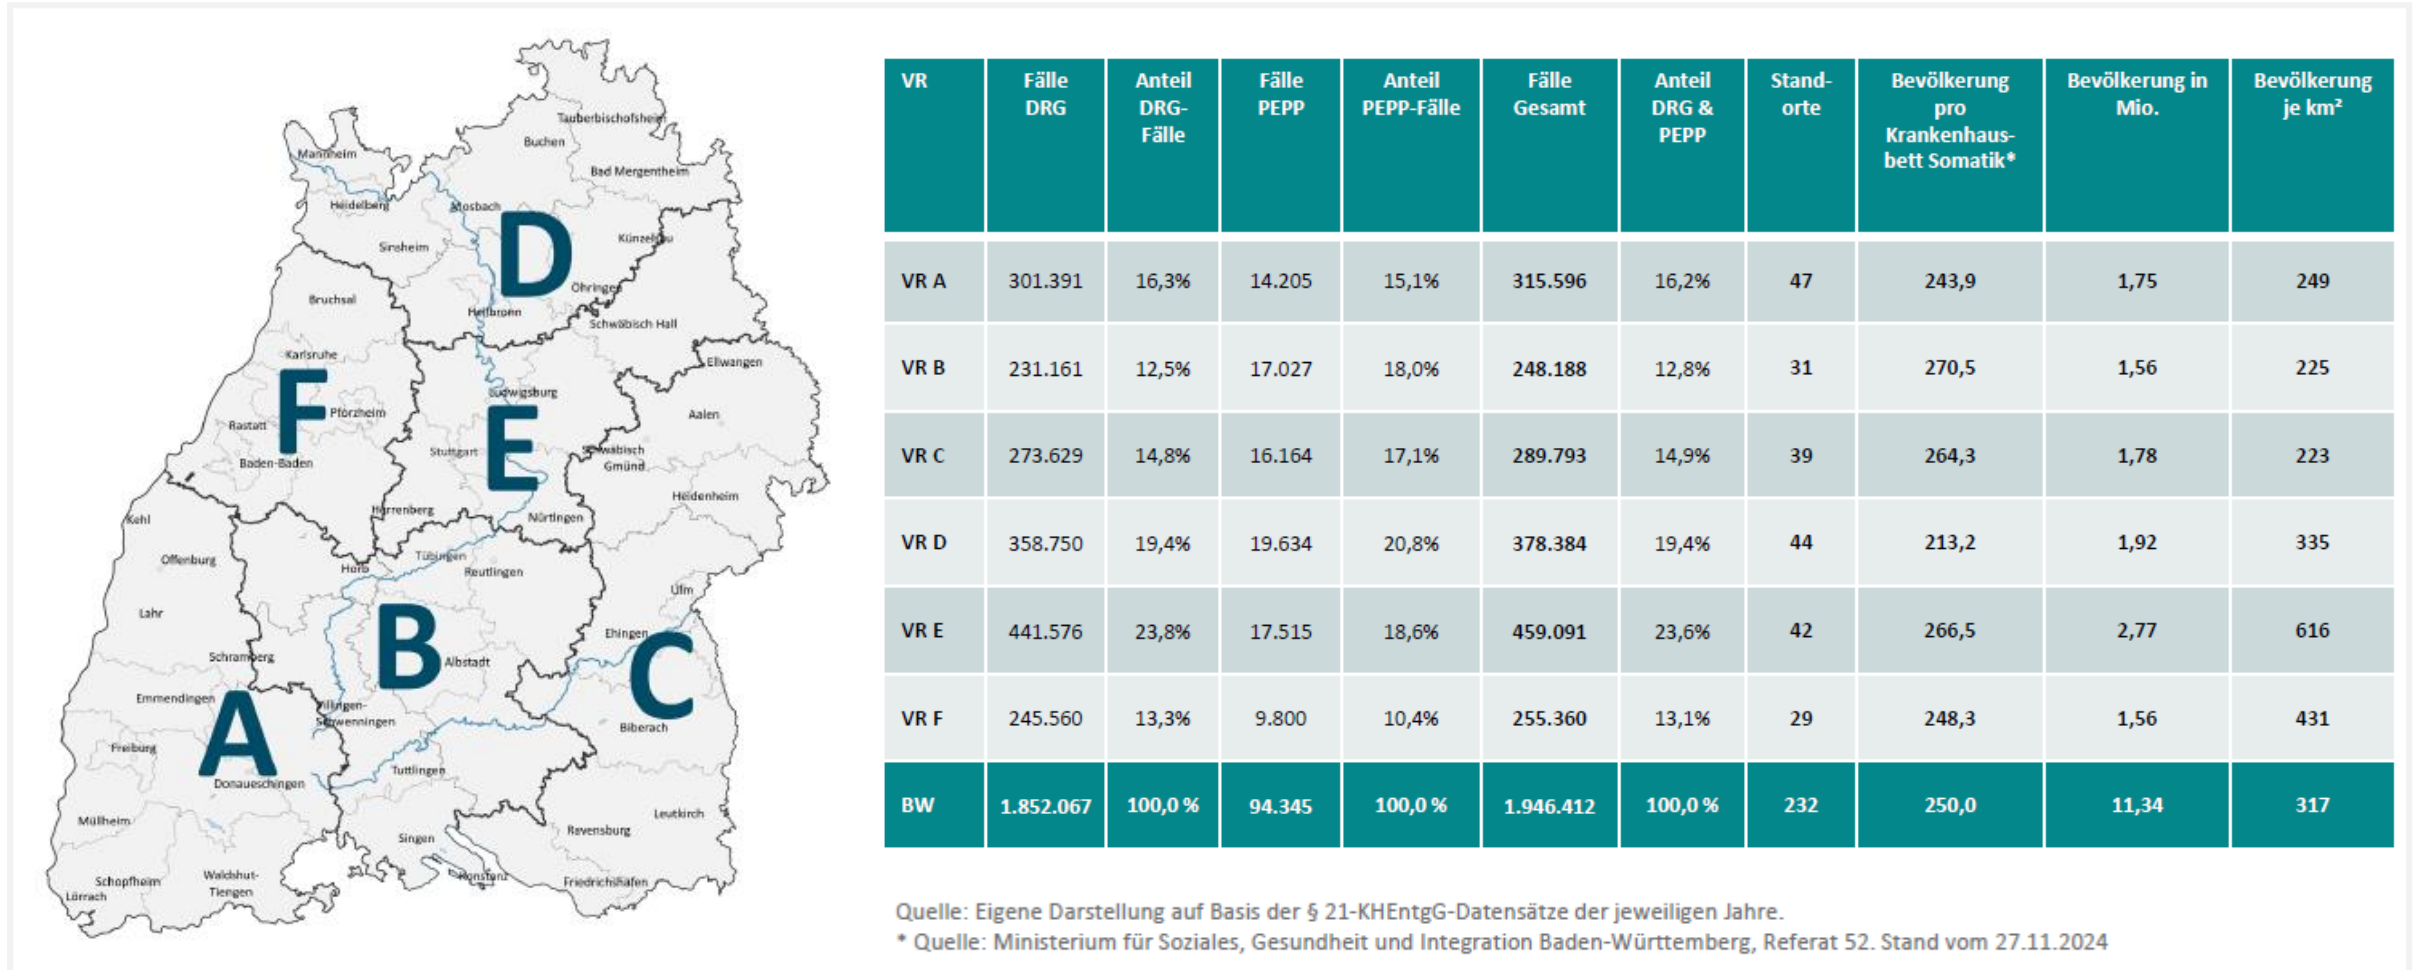 Tauberbischofsheim
Buchen
Mannheim
Bad Mergentheim
Heidelberg
Mosbach
D
Künzelsau
Sinsheim
Öhringen
Bruchsal
Heilbronn
Schwäbisch Hall
Karlsruhe
Ellwangen
F
Ludwigsburg
Pforzheim
Aalen
Rastatt
E
Stuttgart
Schwäbisch
Gmünd
Baden-Baden
Heidenheim
Herrenberg
Nürtingen
Kehl
Tübingen
Offenburg
Horb
Reutlingen
Ulm
Lahr
Ehingen
B
C
Schramberg
Albstadt
Emmendingen
Villingen-
Schwenningen
A
Biberach
Freiburg
Tuttlingen
Donaueschingen
Leutkirch
Müllheim
Ravensburg
Singen
Konstanz
Waldshut-
Tiengen
Schopfheim
Friedrichshafen
Lörrach
VR Fälle DRG Anteil DRG-Fälle Fälle PEPP Anteil PEPP-Fälle Fälle Gesamt Anteil DRG & PEPP Stand-orte Bevölkerung pro Krankenhaus-bett Somatik* Bevölkerung in Mio. Bevölkerung je km²
VR A 301.391 16,3% 14.205 15,1% 315.596 16,2% 47 243,9 1,75 249
VR B 231.161 12,5% 17.027 18,0% 248.188 12,8% 31 270,5 1,56 225
VR C 273.629 14,8% 16.164 17,1% 289.793 14,9% 39 264,3 1,78 223
VR D 358.750 19,4% 19.634 20,8% 378.384 19,4% 44 213,2 1,92 335
VR E 441.576 23,8% 17.515 18,6% 459.091 23,6% 42 266,5 2,77 616
VR F 245.560 13,3% 9.800 10,4% 255.360 13,1% 29 248,3 1,56 431
BW 1.852.067 100,0 % 94.345 100,0 % 1.946.412 100,0 % 232 250,0 11,34 317
Quelle: Eigene Darstellung auf Basis der § 21-KHEntgG-Datensätze der jeweiligen Jahre.
* Quelle: Ministerium für Soziales, Gesundheit und Integration Baden-Württemberg, Referat 52. Stand vom 27.11.2024